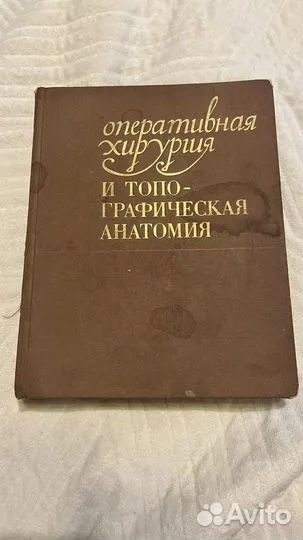 оперативная
хирургия
И ТОПО-
ГРАФИЧЕСКАЯ
АНАТОМИЯ
Avito